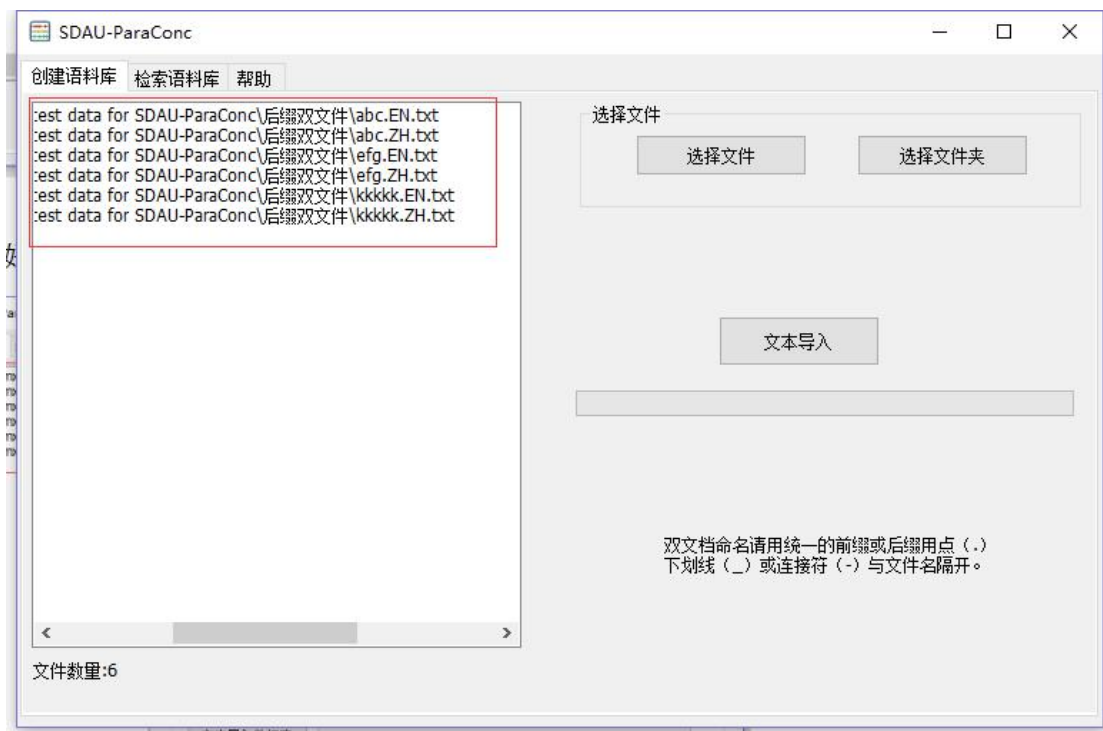 SDAU-ParaConc
创建语料库 检索语料库 帮助
test data for SDAU-ParaConc\后缀双文件\abc.EN.txt
test data for SDAU-ParaConc\后缀双文件\abc.ZH.txt
test data for SDAU-ParaConc\后缀双文件\efg.EN.txt
test data for SDAU-ParaConc\后缀双文件\efg.ZH.txt
test data for SDAU-ParaConc\后缀双文件\kkkkk.EN.txt
test data for SDAU-ParaConc\后缀双文件\kkkkk.ZH.txt
选择文件
选择文件 选择文件夹
文本导入
双文档命名请用统一的前缀或后缀用点（.）
下划线（_）或连接符（-）与文件名隔开。
文件数量:6